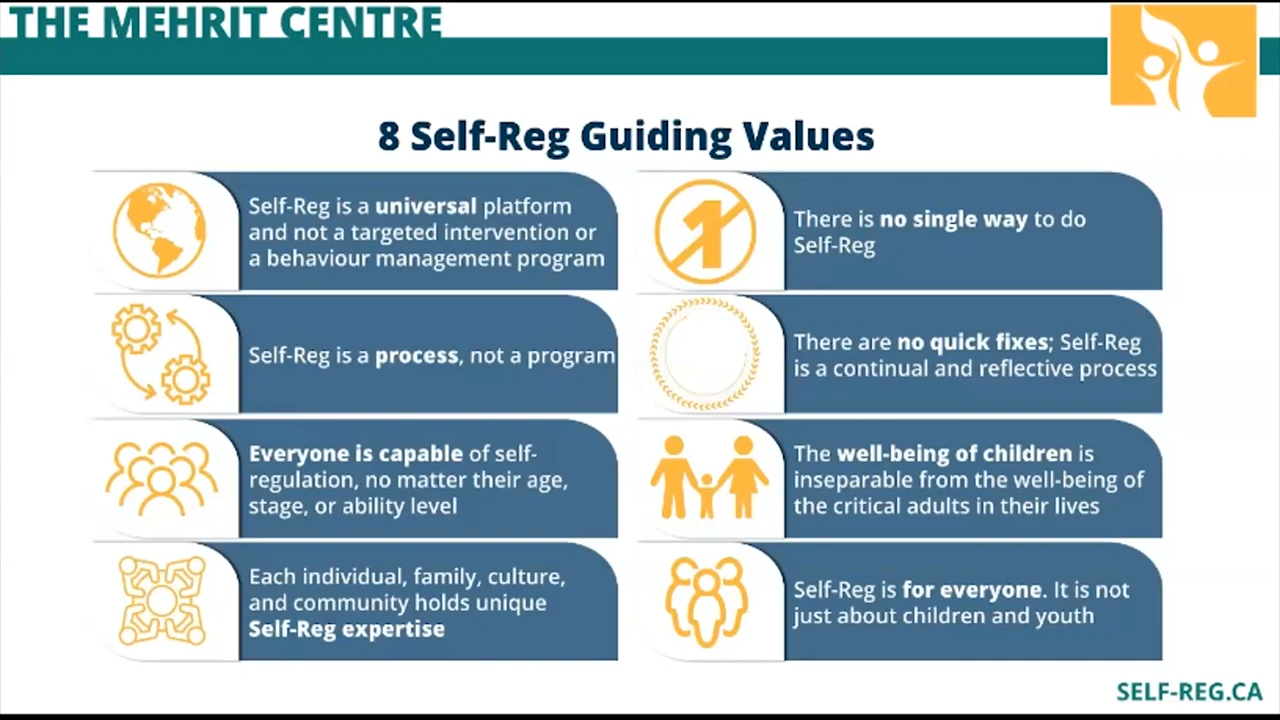 THE MEHRIT CENTRE
8 Self-Reg Guiding Values
Self-Reg is a universal platform
and not a targeted intervention or
a behaviour management program
There is no single way to do
Self-Reg
Self-Reg is a process, not a program
There are no quick fixes; Self-Reg
is a continual and reflective process
Everyone is capable of self-
regulation, no matter their age,
stage, or ability level
The well-being of children is
inseparable from the well-being of
the critical adults in their lives
Each individual, family, culture,
and community holds unique
Self-Reg expertise
Self-Reg is for everyone. It is not
just about children and youth
SELF-REG.CA
1